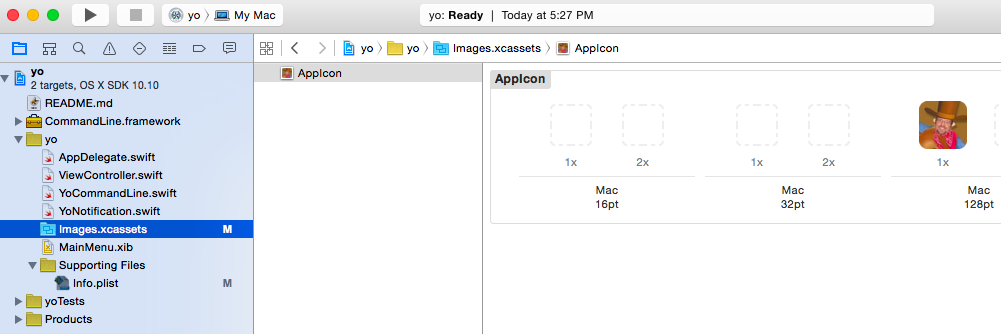 yo My Mac
yo: Ready | Today at 5:27 PM
yo yo Images.xcassets AppIcon
yo
2 targets, OS X SDK 10.10
README.md
CommandLine.framework
yo
AppDelegate.swift
ViewController.swift
YoCommandLine.swift
YoNotification.swift
Images.xcassets M
MainMenu.xib
Supporting Files
Info.plist M
yoTests
Products
AppIcon
AppIcon
1x 2x 1x 2x 1x
Mac Mac Mac
16pt 32pt 128pt